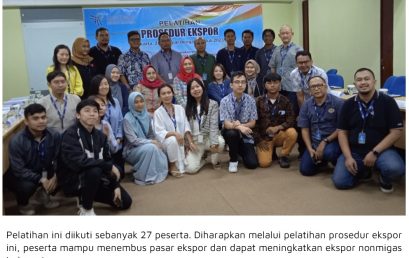 PELATIHAN
PROSEDUR EKSPOR
Pelatihan ini diikuti sebanyak 27 peserta. Diharapkan melalui pelatihan prosedur ekspor
ini, peserta mampu menembus pasar ekspor dan dapat meningkatkan ekspor nonmigas